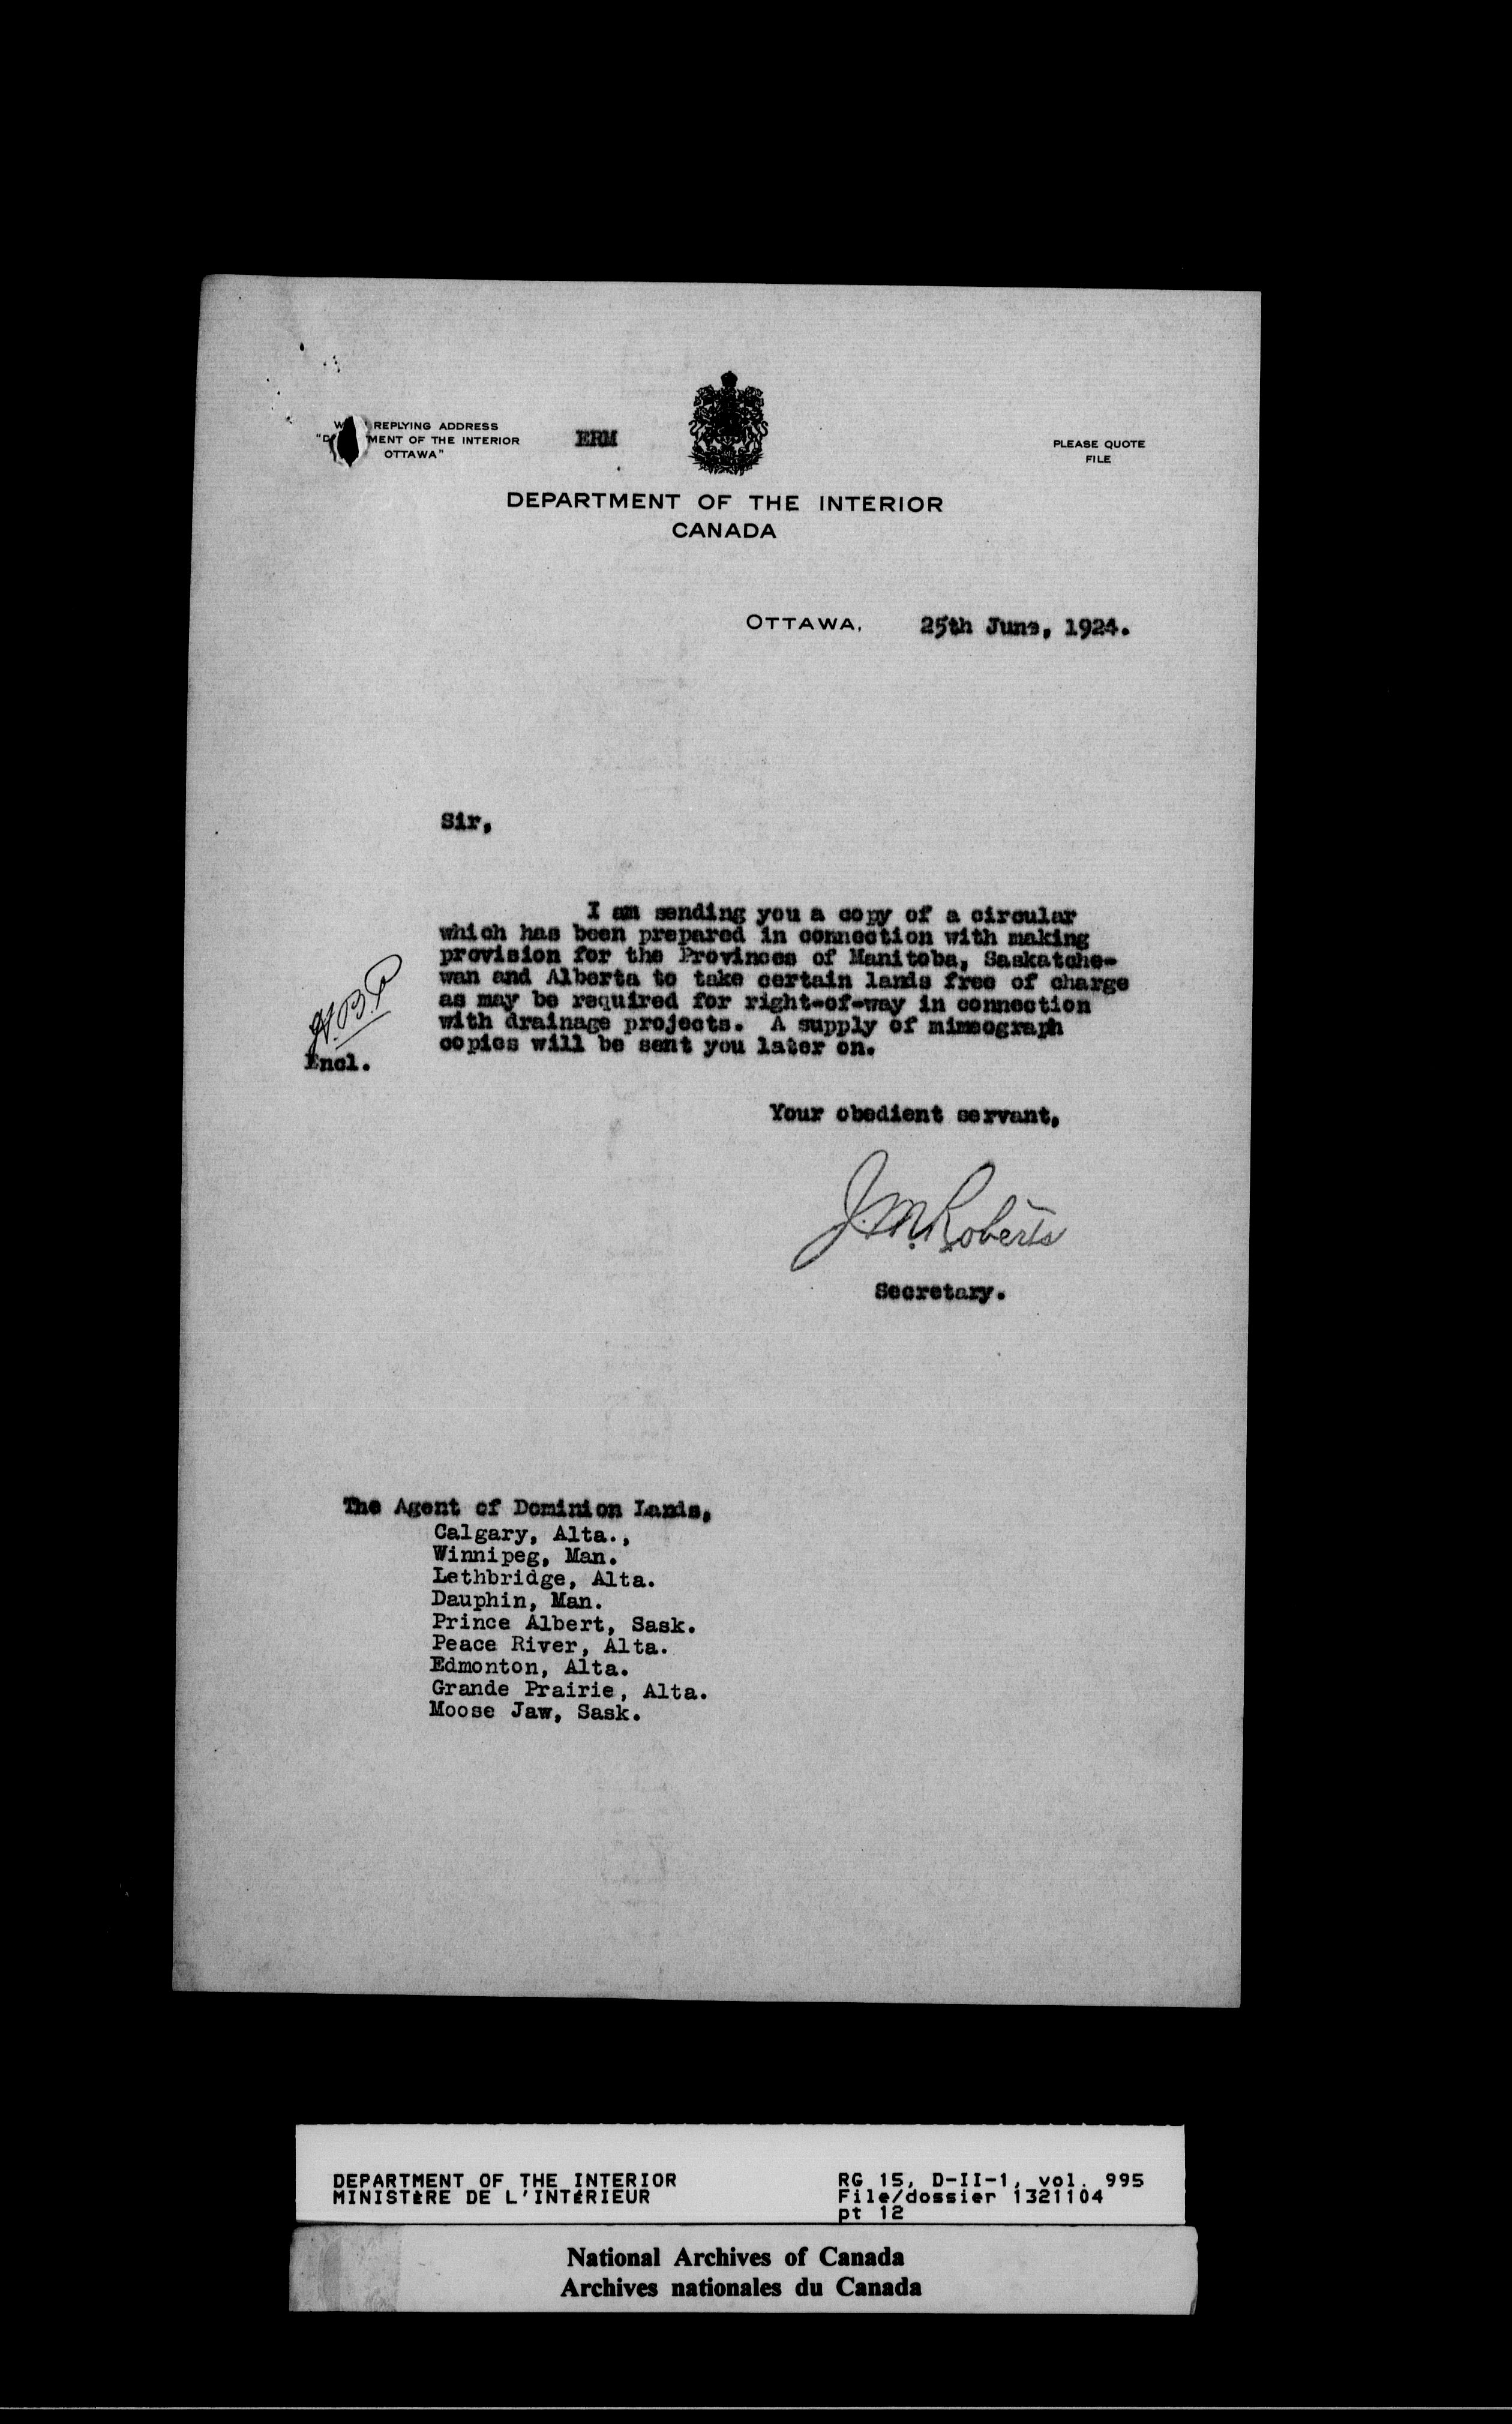 W REPLYING ADDRESS
"D MENT OF THE INTERIOR
OTTAWA"
ERM
PLEASE QUOTE
FILE
DEPARTMENT OF THE INTERIOR
CANADA
OTTAWA, 25th June, 1924.
Sir,
I am sending you a copy of a circular
which has been prepared in connection with making
provision for the Provinces of Manitoba, Saskatche-
wan and Alberta to take certain lands free of charge
as may be required for right-of-way in connection
with drainage projects. A supply of mimeograph
copies will be sent you later on.
Encl.
Your obedient servant,
J.M. Roberts
Secretary.
The Agent of Dominion Lands,
Calgary, Alta.,
Winnipeg, Man.
Lethbridge, Alta.
Dauphin, Man.
Prince Albert, Sask.
Peace River, Alta.
Edmonton, Alta.
Grande Prairie, Alta.
Moose Jaw, Sask.
DEPARTMENT OF THE INTERIOR
MINISTÈRE DE L'INTÉRIEUR
RG 15, D-II-1, vol. 995
File/dossier 1321104
pt 12
National Archives of Canada
Archives nationales du Canada